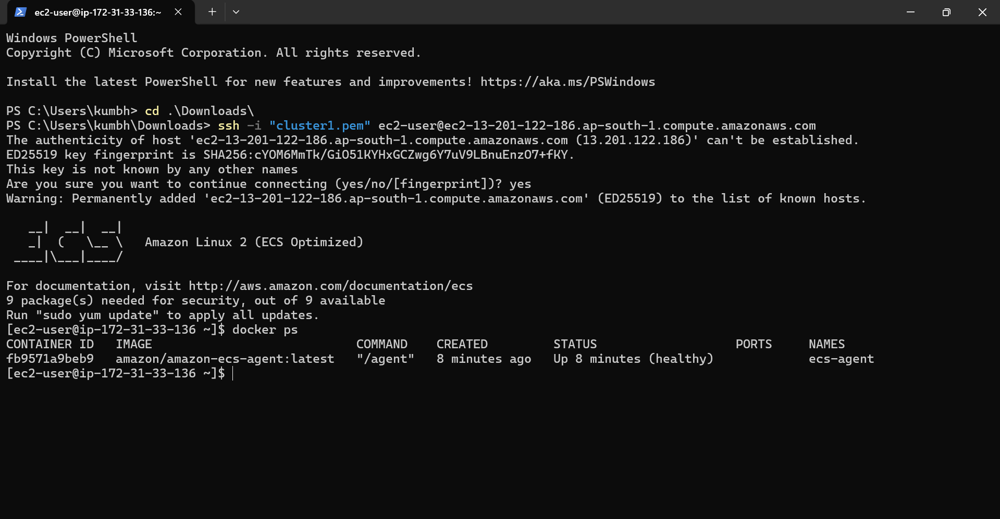 ec2-user@ip-172-31-33-136:~
Windows PowerShell
Copyright (C) Microsoft Corporation. All rights reserved.
Install the latest PowerShell for new features and improvements! https://aka.ms/PSWindows
PS C:\Users\kumbh> cd .\Downloads\
PS C:\Users\kumbh\Downloads> ssh -i "cluster1.pem" ec2-user@ec2-13-201-122-186.ap-south-1.compute.amazonaws.com
The authenticity of host 'ec2-13-201-122-186.ap-south-1.compute.amazonaws.com (13.201.122.186)' can't be established.
ED25519 key fingerprint is SHA256:cYOM6MmTk/GiO51KYHxGCZwg6Y7uV9LBnuEnzO7+fKY.
This key is not known by any other names
Are you sure you want to continue connecting (yes/no/[fingerprint])? yes
Warning: Permanently added 'ec2-13-201-122-186.ap-south-1.compute.amazonaws.com' (ED25519) to the list of known hosts.
   __|  __|  __|
   _|  (   \__ \   Amazon Linux 2 (ECS Optimized)
 ____|\___|____/
For documentation, visit http://aws.amazon.com/documentation/ecs
9 package(s) needed for security, out of 9 available
Run "sudo yum update" to apply all updates.
[ec2-user@ip-172-31-33-136 ~]$ docker ps
CONTAINER ID   IMAGE                            COMMAND    CREATED         STATUS                   PORTS     NAMES
fb9571a9beb9   amazon/amazon-ecs-agent:latest   "/agent"   8 minutes ago   Up 8 minutes (healthy)             ecs-agent
[ec2-user@ip-172-31-33-136 ~]$